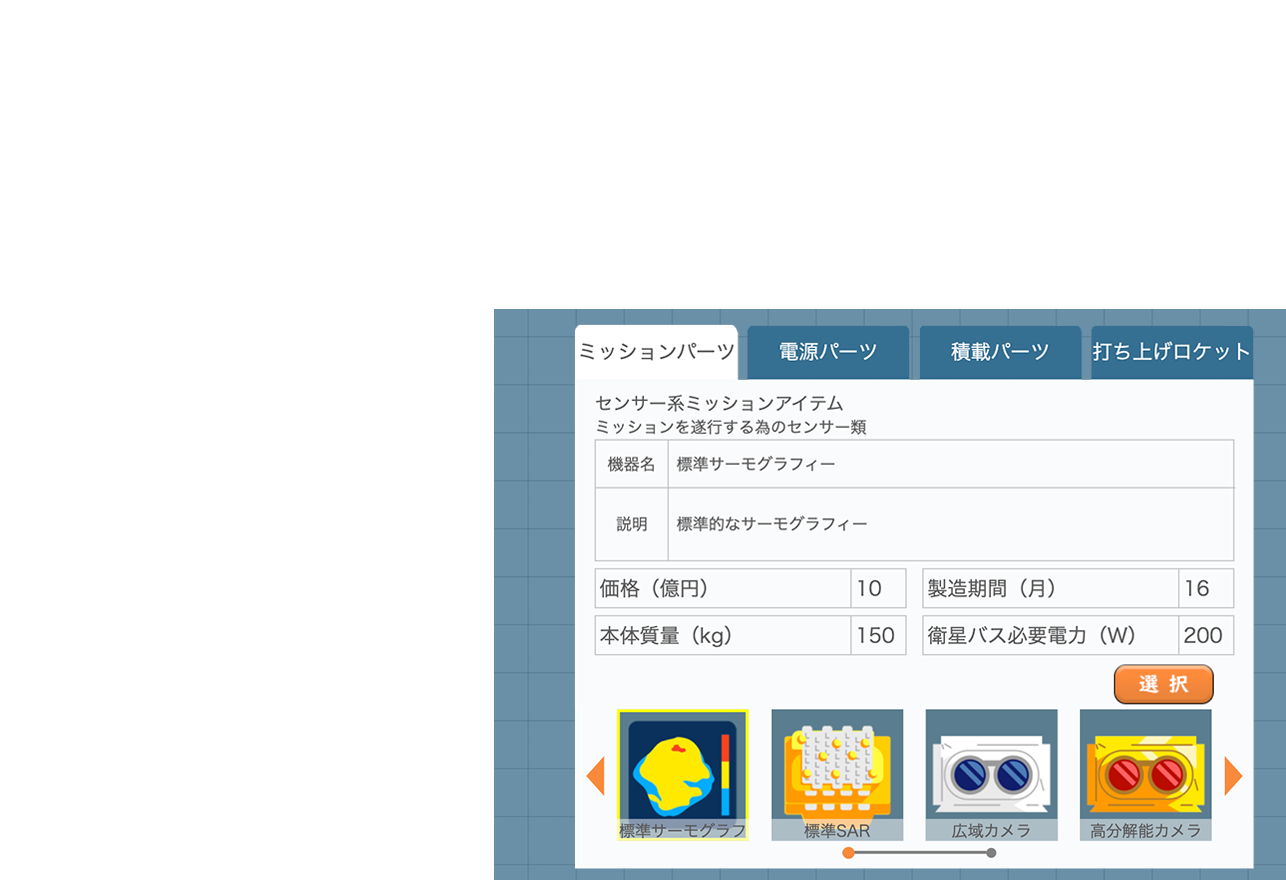 ミッションパーツ
電源パーツ
積載パーツ
打ち上げロケット
センサー系ミッションアイテム
ミッションを遂行する為のセンサー類
機器名 標準サーモグラフィー
説明 標準的なサーモグラフィー
価格（億円） 10 製造期間（月） 16
本体質量（kg） 150 衛星バス必要電力（W） 200
選択
標準サーモグラフ
標準SAR
広域カメラ
高分解能カメラ